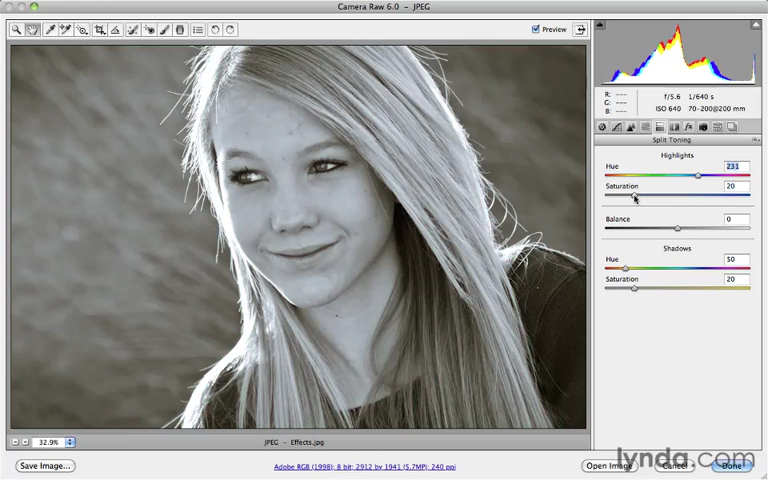 Camera Raw 6.0 – JPEG
Preview
R: ---
G: ---
B: ---
f/5.6 1/640 s
ISO 640 70-200@200 mm
Split Toning
Highlights
Hue 231
Saturation 20
Balance 0
Shadows
Hue 50
Saturation 20
32.9%
JPEG – Effects.jpg
Save Image...
Adobe RGB (1998); 8 bit; 2912 by 1941 (5.7MP); 240 ppi
Open Image
Cancel
Done
lynda.com